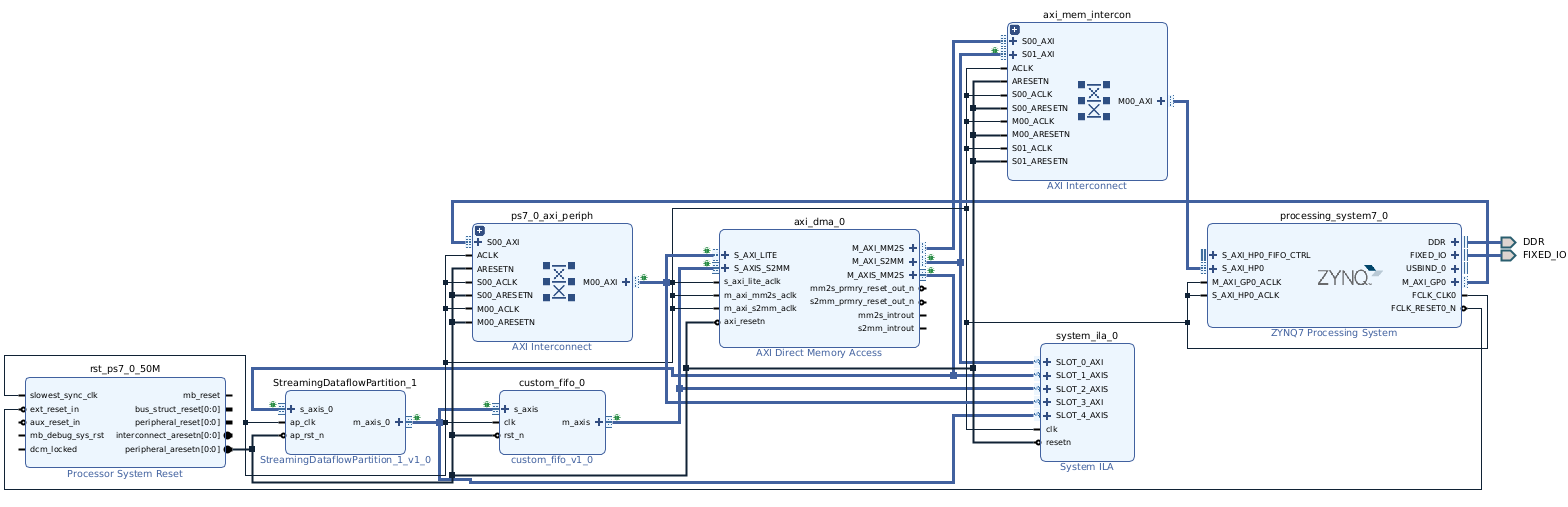 axi_mem_intercon
S00_AXI
S01_AXI
ACLK
ARESETN
S00_ACLK
S00_ARESETN
M00_ACLK
M00_ARESETN
S01_ACLK
S01_ARESETN
M00_AXI
AXI Interconnect
ps7_0_axi_periph
S00_AXI
ACLK
ARESETN
S00_ACLK
S00_ARESETN
M00_ACLK
M00_ARESETN
M00_AXI
AXI Interconnect
axi_dma_0
S_AXI_LITE
S_AXIS_S2MM
s_axi_lite_aclk
m_axi_mm2s_aclk
m_axi_s2mm_aclk
axi_resetn
M_AXI_MM2S
M_AXI_S2MM
M_AXIS_MM2S
mm2s_prmry_reset_out_n
s2mm_prmry_reset_out_n
mm2s_introut
s2mm_introut
AXI Direct Memory Access
processing_system7_0
S_AXI_HP0_FIFO_CTRL
S_AXI_HP0
M_AXI_GP0_ACLK
S_AXI_HP0_ACLK
ZYNQ
DDR
FIXED_IO
USBIND_0
M_AXI_GP0
FCLK_CLK0
FCLK_RESET0_N
ZYNQ7 Processing System
DDR
FIXED_IO
rst_ps7_0_50M
slowest_sync_clk
ext_reset_in
aux_reset_in
mb_debug_sys_rst
dcm_locked
mb_reset
bus_struct_reset[0:0]
peripheral_reset[0:0]
interconnect_aresetn[0:0]
peripheral_aresetn[0:0]
Processor System Reset
StreamingDataflowPartition_1
s_axis_0
ap_clk
ap_rst_n
m_axis_0
StreamingDataflowPartition_1_v1_0
custom_fifo_0
s_axis
clk
rst_n
m_axis
custom_fifo_v1_0
system_ila_0
SLOT_0_AXI
SLOT_1_AXIS
SLOT_2_AXIS
SLOT_3_AXI
SLOT_4_AXIS
clk
resetn
System ILA